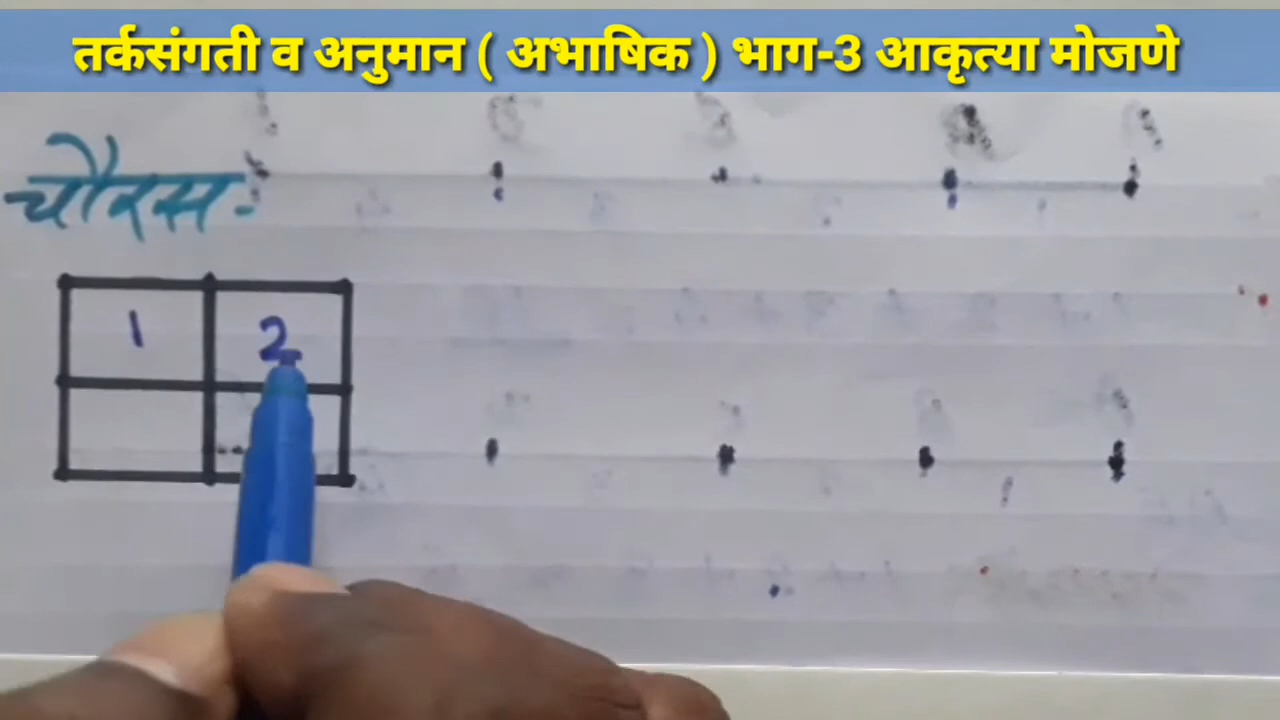 तर्कसंगती व अनुमान ( अभाषिक ) भाग-3 आकृत्या मोजणे
चौरस:-
1 2